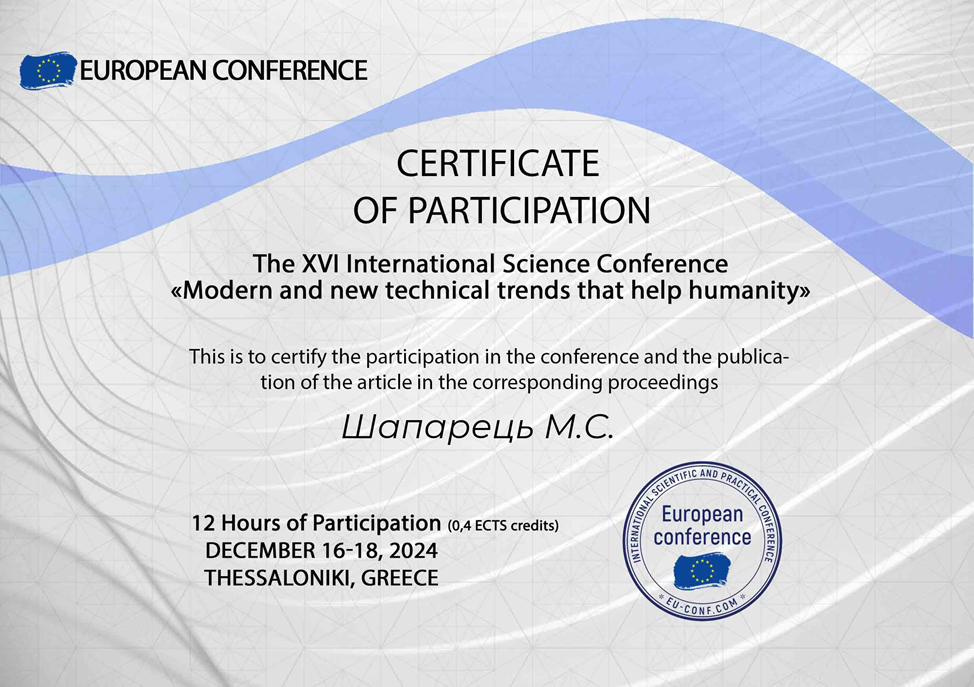 EUROPEAN CONFERENCE
CERTIFICATE
OF PARTICIPATION
The XVI International Science Conference
«Modern and new technical trends that help humanity»
This is to certify the participation in the conference and the publica-
tion of the article in the corresponding proceedings
Шапарець М.С.
12 Hours of Participation (0,4 ECTS credits)
DECEMBER 16-18, 2024
THESSALONIKI, GREECE
INTERNATIONAL SCIENTIFIC AND PRACTICAL CONFERENCE
European
conference
* EU-CONF.COM *